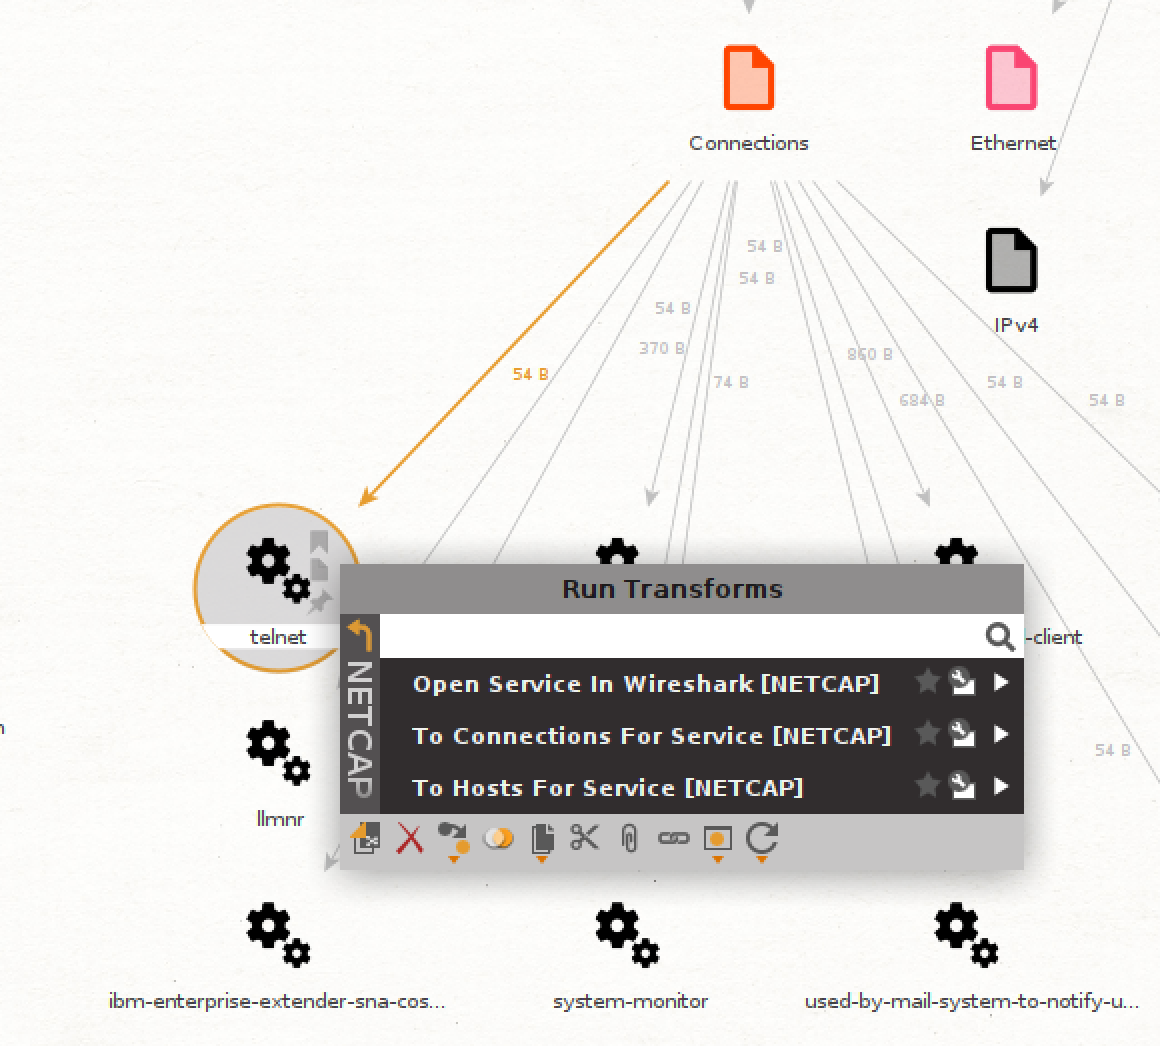 Connections
Ethernet
54 B
54 B
54 B
IPv4
370 B
860 B
54 B
74 B
54 B
684 B
54 B
Run Transforms
telnet
-client
NETCAP
Open Service In Wireshark [NETCAP]
To Connections For Service [NETCAP]
54 B
To Hosts For Service [NETCAP]
llmnr
ibm-enterprise-extender-sna-cos...
system-monitor
used-by-mail-system-to-notify-u...